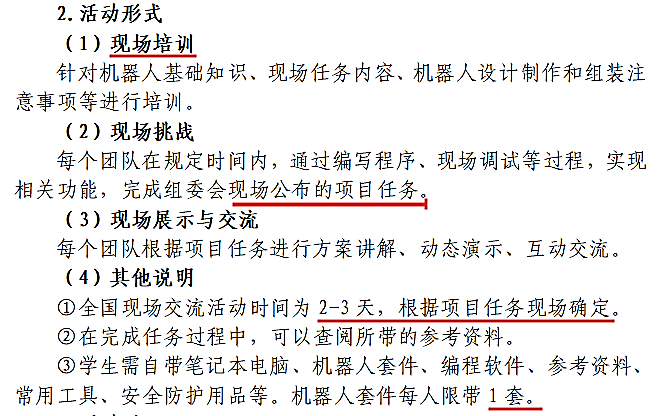 2.活动形式
（1）现场培训
针对机器人基础知识、现场任务内容、机器人设计制作和组装注
意事项等进行培训。
（2）现场挑战
每个团队在规定时间内，通过编写程序、现场调试等过程，实现
相关功能，完成组委会现场公布的项目任务。
（3）现场展示与交流
每个团队根据项目任务进行方案讲解、动态演示、互动交流。
（4）其他说明
①全国现场交流活动时间为 2-3 天，根据项目任务现场确定。
②在完成任务过程中，可以查阅所带的参考资料。
③学生需自带笔记本电脑、机器人套件、编程软件、参考资料、
常用工具、安全防护用品等。机器人套件每人限带 1 套。